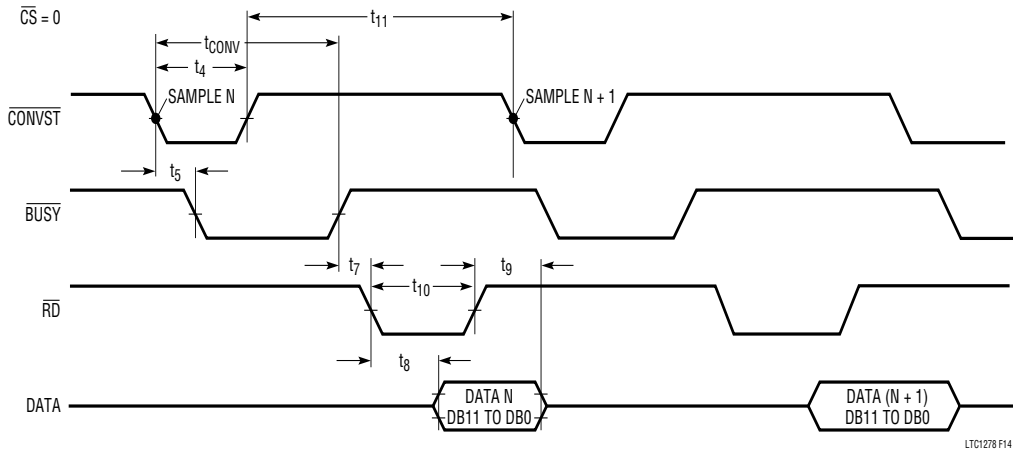 CS = 0
t11
tCONV
t4
SAMPLE N
SAMPLE N + 1
CONVST
t5
BUSY
t7
t9
t10
RD
t8
DATA
DATA N
DB11 TO DB0
DATA (N + 1)
DB11 TO DB0
LTC1278 F14